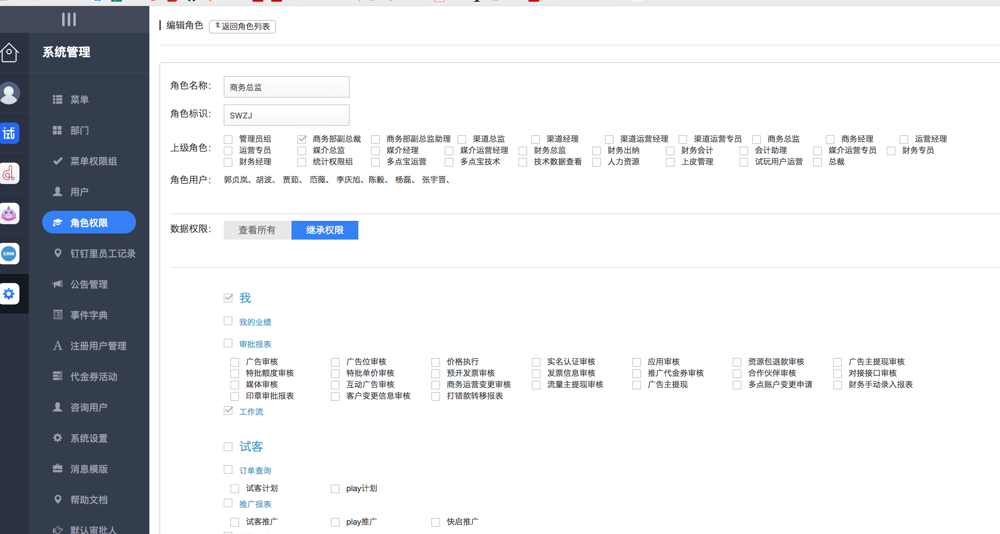 编辑角色 返回角色列表
系统管理
试
CRM
菜单
部门
菜单权限组
用户
角色权限
钉钉里员工记录
公告管理
事件字典
注册用户管理
代金券活动
咨询用户
系统设置
消息模版
帮助文档
默认审批人
角色名称： 商务总监
角色标识： SWZJ
上级角色：
管理员组 商务部副总裁 商务部副总监助理 渠道总监 渠道经理 渠道运营经理 渠道运营专员 商务总监 商务经理 运营经理
运营专员 媒介总监 媒介经理 媒介运营经理 财务总监 财务出纳 财务会计 会计助理 媒介运营专员 财务专员
财务经理 统计权限组 多点宝运营 多点宝技术 技术数据查看 人力资源 上皮管理 试玩用户运营 总裁
角色用户： 郭贞岚、胡波、 贾茹、 范薇、 李庆旭、陈毅、 杨磊、 张宇晋、
数据权限： 查看所有 继承权限
我
我的业绩
审批报表
广告审核 广告位审核 价格执行 实名认证审核 应用审核 资源包退款审核 广告主提现审核
特批额度审核 特批单价审核 预开发票审核 发票信息审核 推广代金券审核 合作伙伴审核 对接接口审核
媒体审核 互动广告审核 商务运营变更审核 流量主提现审核 广告主提现 多点账户变更申请 财务手动录入报表
印章审批报表 客户变更信息审核 打错款转移报表
工作流
试客
订单查询
试客计划 play计划
推广报表
试客推广 play推广 快启推广